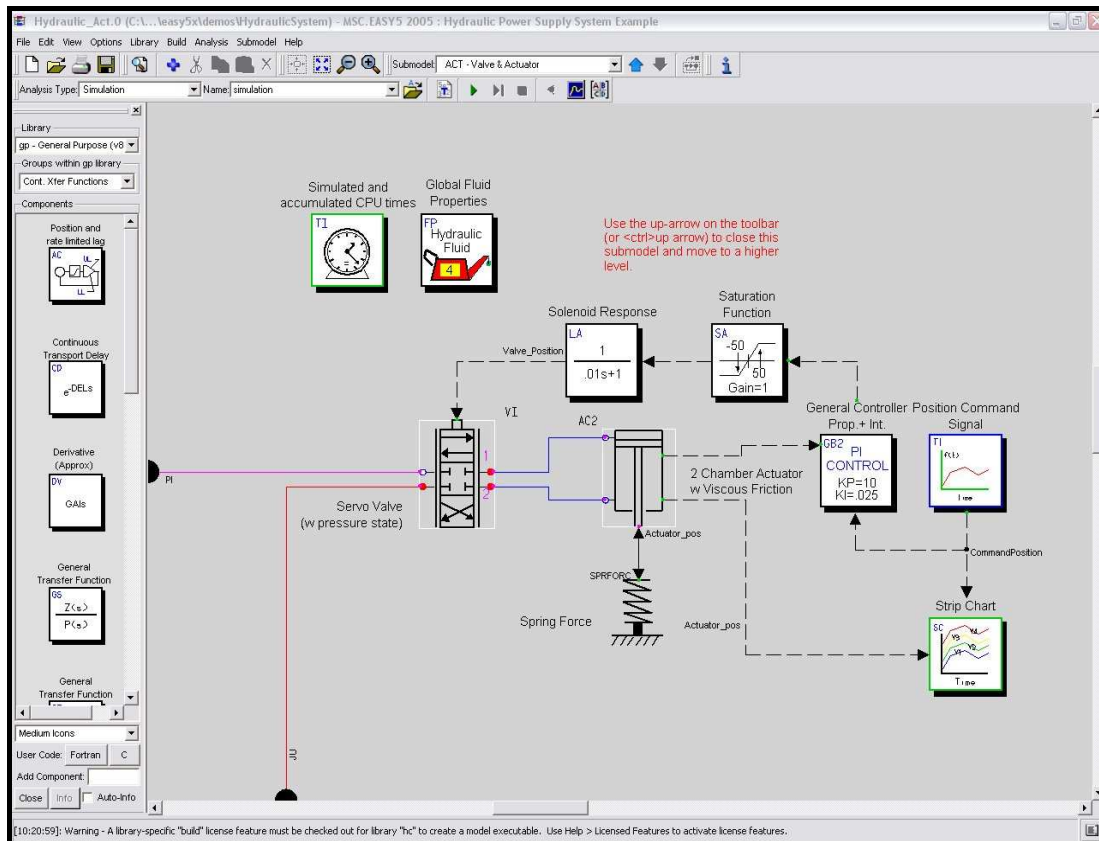 Hydraulic_Act.0 (C:\...\easy5x\demos\HydraulicSystem) - MSC.EASY5 2005 : Hydraulic Power Supply System Example
File Edit View Options Library Build Analysis Submodel Help
Submodel: ACT - Valve & Actuator
Analysis Type: Simulation Name: simulation
Library
gp - General Purpose (v8
Groups within gp library
Cont. Xfer Functions
Components
Position and
rate limited lag
AC
Continuous
Transport Delay
CD
e-DELs
Derivative
(Approx)
DV
GAIs
General
Transfer Function
GS
Z(s)
P(s)
General
Transfer Function
Medium Icons
User Code: Fortran C
Add Component:
Close Info Auto-Info
Simulated and
accumulated CPU times
TI
Global Fluid
Properties
FP
Hydraulic
Fluid
4
Use the up-arrow on the toolbar
(or <ctrl>up arrow) to close this
submodel and move to a higher
level.
Solenoid Response
LA
1
.01s+1
Saturation
Function
SA
-50
50
Gain=1
Valve_Position
VI
1
2
Servo Valve
(w pressure state)
PI
JU
AC2
2 Chamber Actuator
w Viscous Friction
Actuator_pos
SPRFORC
Spring Force
General Controller
Prop.+ Int.
GB2
PI
CONTROL
KP=10
KI=.025
Position Command
Signal
TI
f(t)
Time
CommandPosition
Actuator_pos
Strip Chart
SC
Time
[10:20:59]: Warning - A library-specific "build" license feature must be checked out for library "hc" to create a model executable. Use Help > Licensed Features to activate license features.